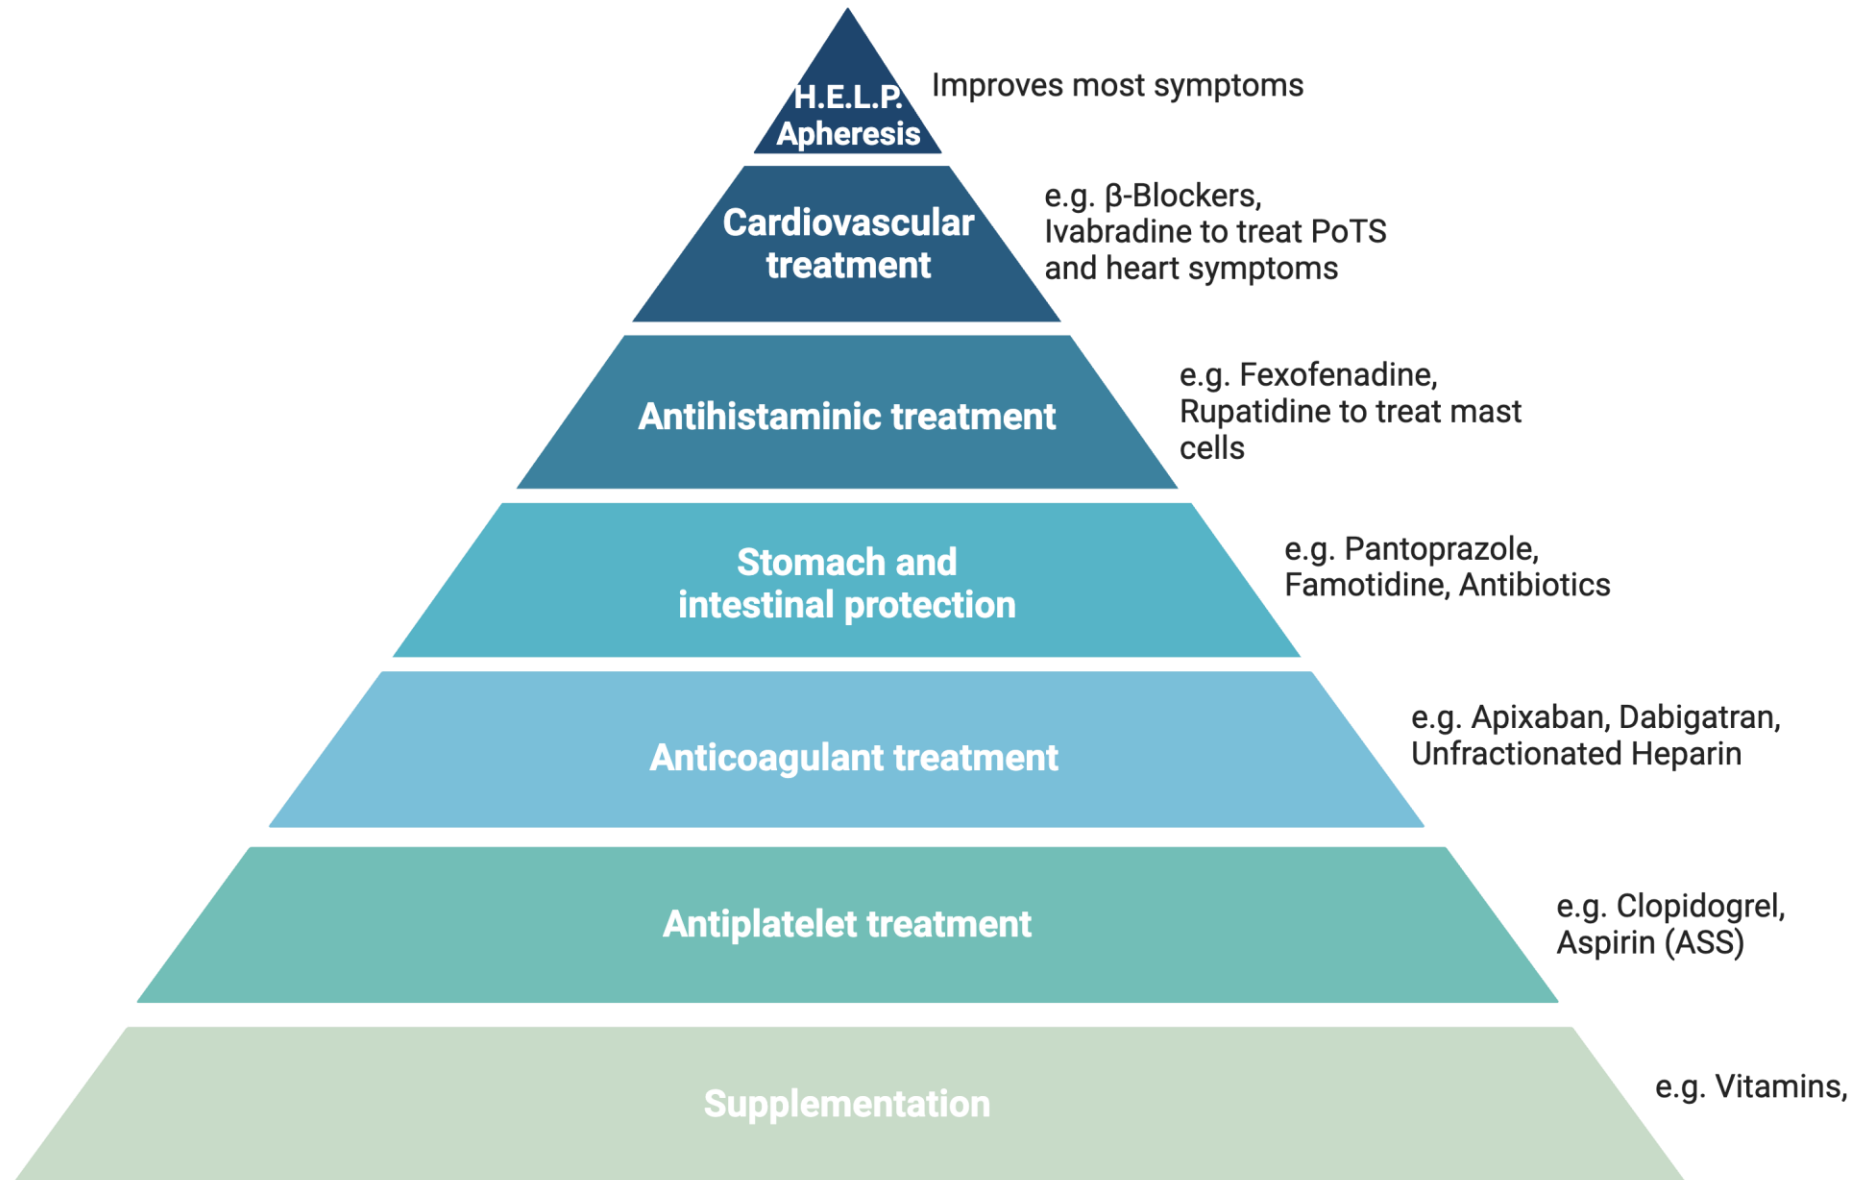 H.E.L.P.
Apheresis
Improves most symptoms
Cardiovascular
treatment
e.g. β-Blockers,
Ivabradine to treat PoTS
and heart symptoms
Antihistaminic treatment
e.g. Fexofenadine,
Rupatidine to treat mast
cells
Stomach and
intestinal protection
e.g. Pantoprazole,
Famotidine, Antibiotics
Anticoagulant treatment
e.g. Apixaban, Dabigatran,
Unfractionated Heparin
Antiplatelet treatment
e.g. Clopidogrel,
Aspirin (ASS)
Supplementation
e.g. Vitamins,